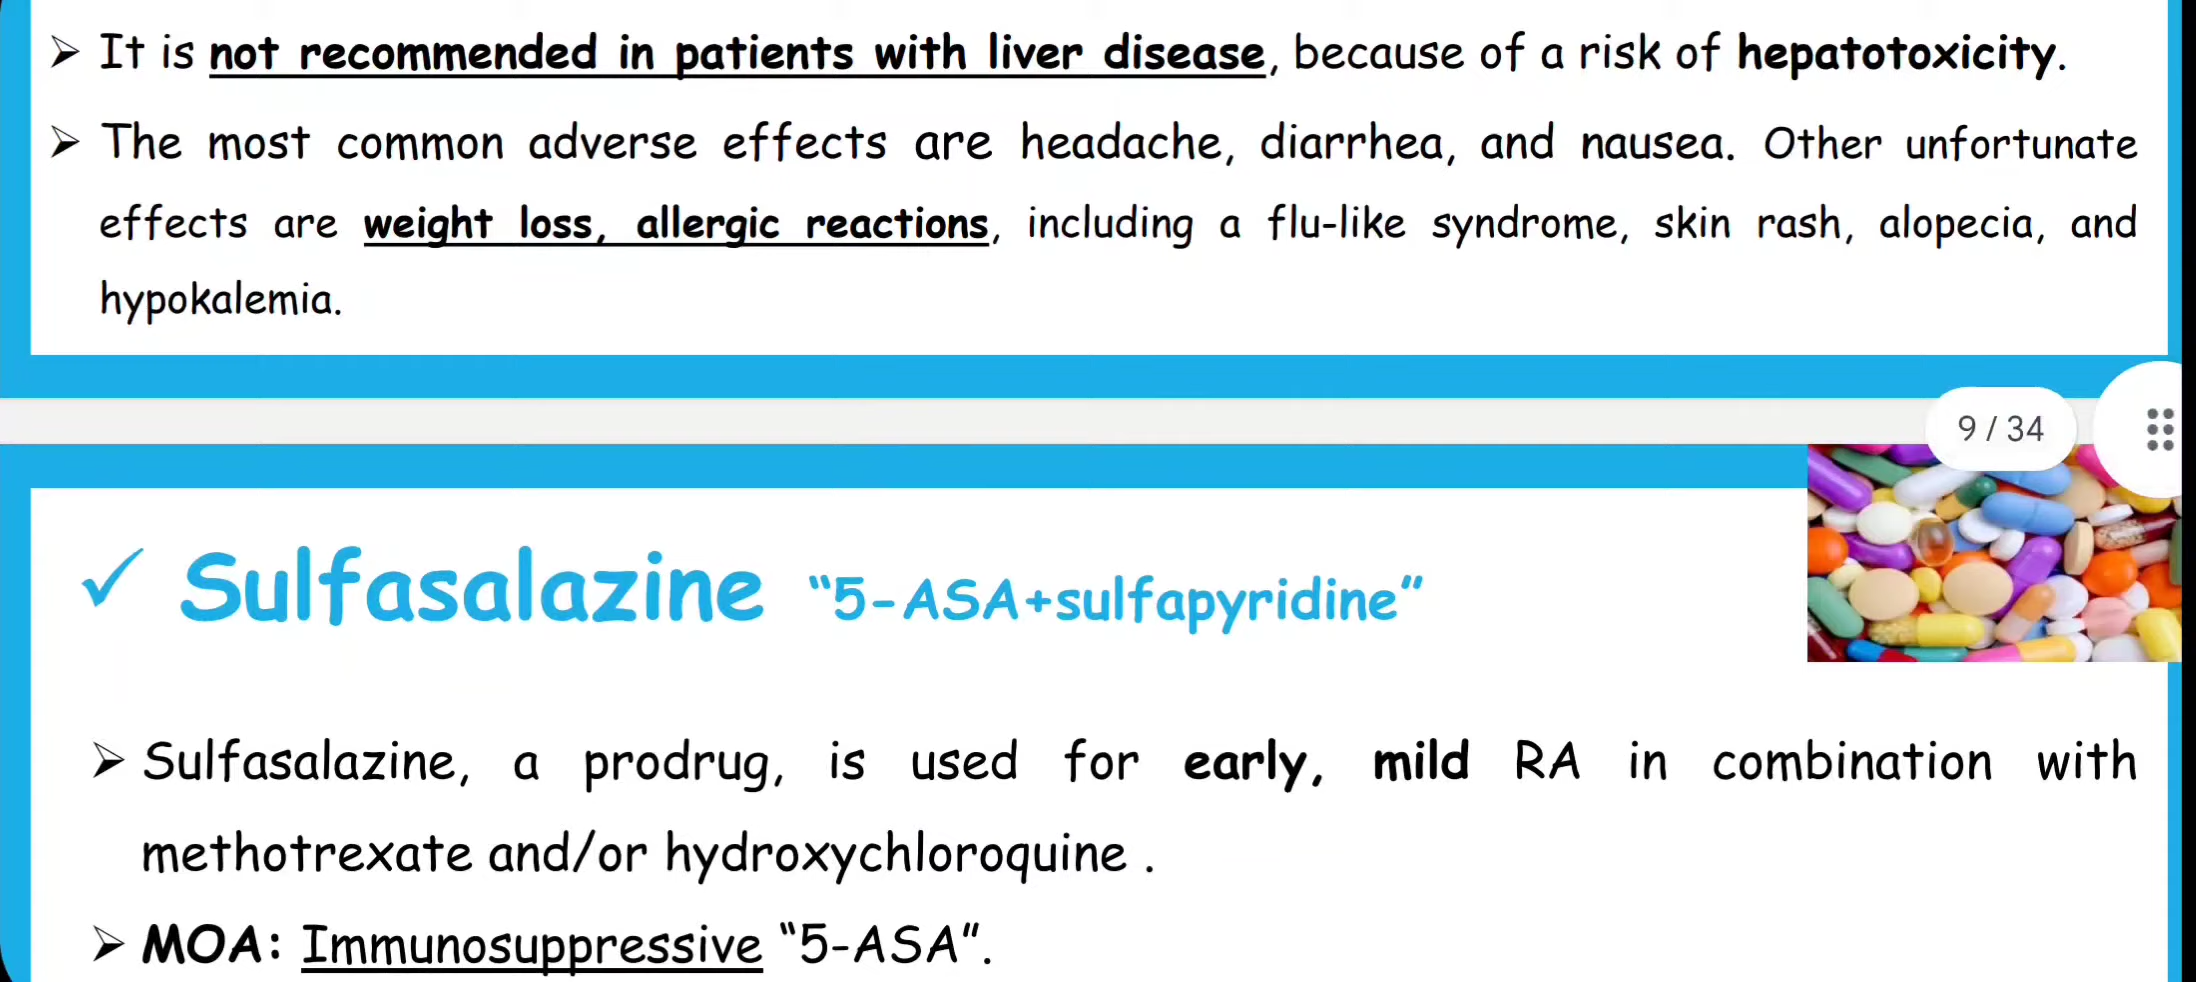 ➢ It is not recommended in patients with liver disease, because of a risk of hepatotoxicity.
➢ The most common adverse effects are headache, diarrhea, and nausea. Other unfortunate
effects are weight loss, allergic reactions, including a flu-like syndrome, skin rash, alopecia, and
hypokalemia.
9 / 34
✓ Sulfasalazine “5-ASA+sulfapyridine”
➢ Sulfasalazine, a prodrug, is used for early, mild RA in combination with
methotrexate and/or hydroxychloroquine .
➢ MOA: Immunosuppressive “5-ASA”.